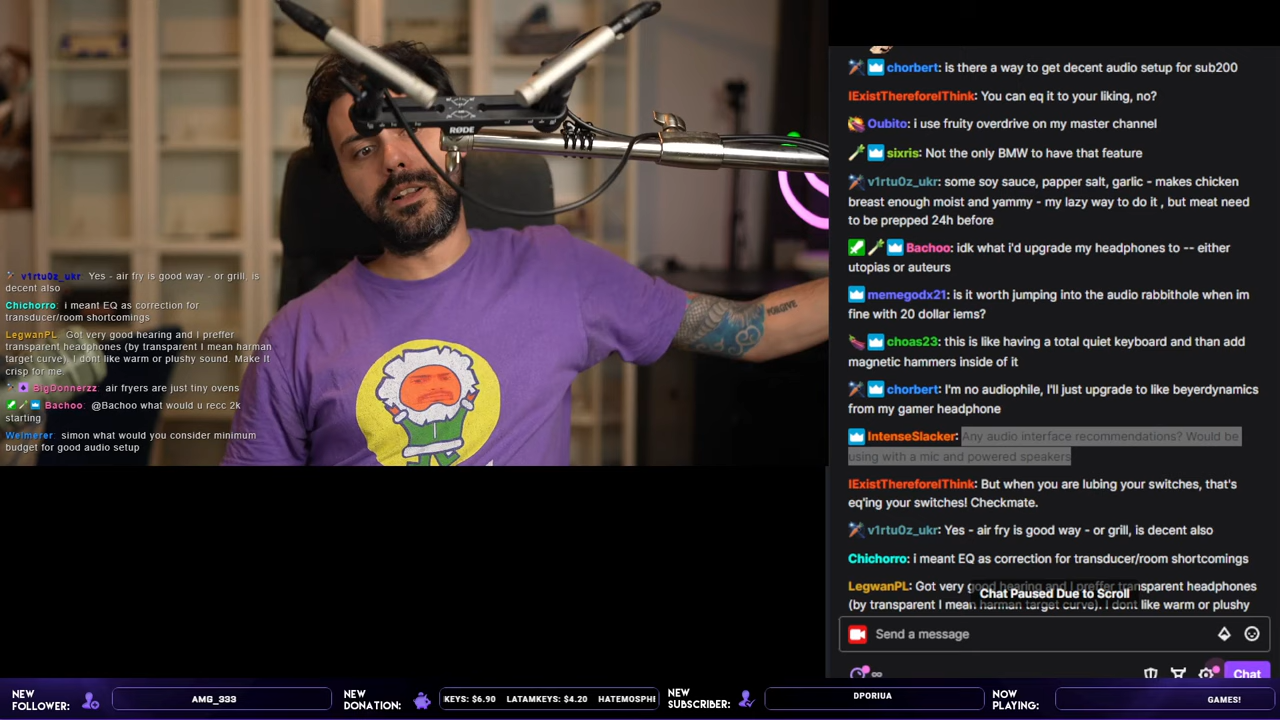 chorbert: is there a way to get decent audio setup for sub200
IExistThereforeIThink: You can eq it to your liking, no?
Oubito: i use fruity overdrive on my master channel
sixris: Not the only BMW to have that feature
v1rtu0z_ukr: some soy sauce, papper salt, garlic - makes chicken
breast enough moist and yammy - my lazy way to do it , but meat need
to be prepped 24h before
Bachoo: idk what i'd upgrade my headphones to -- either
utopias or auteurs
memegodx21: is it worth jumping into the audio rabbithole when im
fine with 20 dollar iems?
choas23: this is like having a total quiet keyboard and than add
magnetic hammers inside of it
chorbert: I'm no audiophile, I'll just upgrade to like beyerdynamics
from my gamer headphone
IntenseSlacker: Any audio interface recommendations? Would be
using with a mic and powered speakers
IExistThereforeIThink: But when you are lubing your switches, that's
eq'ing your switches! Checkmate.
v1rtu0z_ukr: Yes - air fry is good way - or grill, is decent also
Chichorro: i meant EQ as correction for transducer/room shortcomings
LegwanPL: Got very good hearing and I preffer transparent headphones
(by transparent I mean harman target curve). I dont like warm or plushy
Chat Paused Due to Scroll
Send a message
Chat
RØDE
FORGIVE
v1rtu0z_ukr Yes - air fry is good way - or grill, is
decent also
Chichorro: i meant EQ as correction for
transducer/room shortcomings
LegwanPL Got very good hearing and I preffer
transparent headphones (by transparent I mean harman
target curve). I dont like warm or plushy sound. Make it
crisp for me.
BigDonnerzz air fryers are just tiny ovens
Bachoo: @Bachoo what would u recc 2k
starting
Weimerer: simon what would you consider minimum
budget for good audio setup
NEW
FOLLOWER:
AMG_333
NEW
DONATION:
KEYS: $6.90 LATAMKEYS: $4.20 HATEMOSPHE
NEW
SUBSCRIBER:
DPORIUA
NOW
PLAYING:
GAMES!